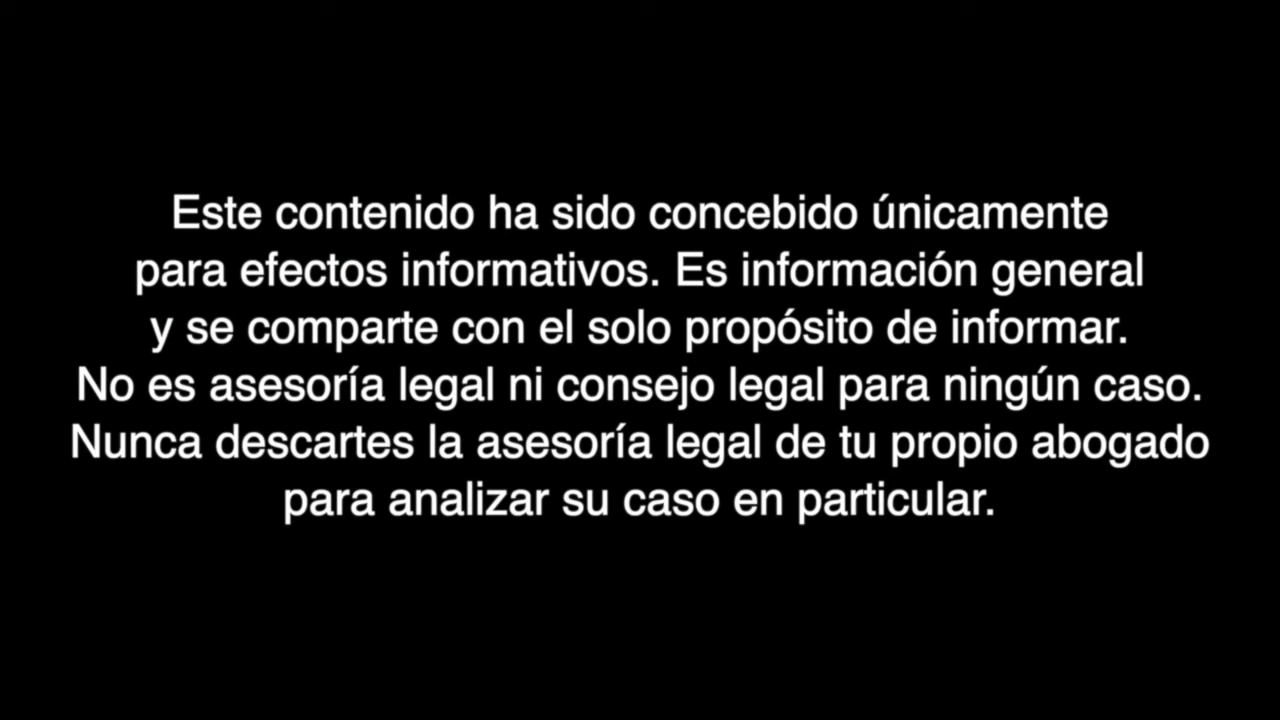 Este contenido ha sido concebido únicamente
para efectos informativos. Es información general
y se comparte con el solo propósito de informar.
No es asesoría legal ni consejo legal para ningún caso.
Nunca descartes la asesoría legal de tu propio abogado
para analizar su caso en particular.